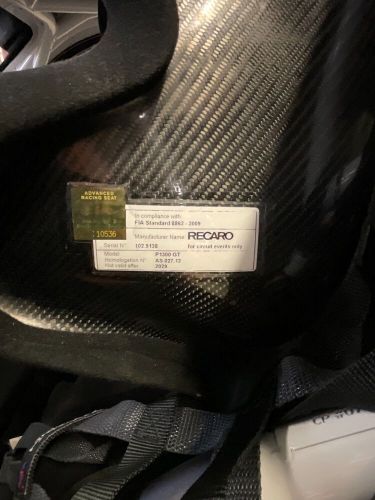 ADVANCED
RACING SEAT
10536
In compliance with
FIA Standard 8862 - 2009
Manufacturer Name RECARO
Serial N° 102.5138 for circuit events only
Model P1300 GT
Homologation N° AS.027.13
Not valid after 2029